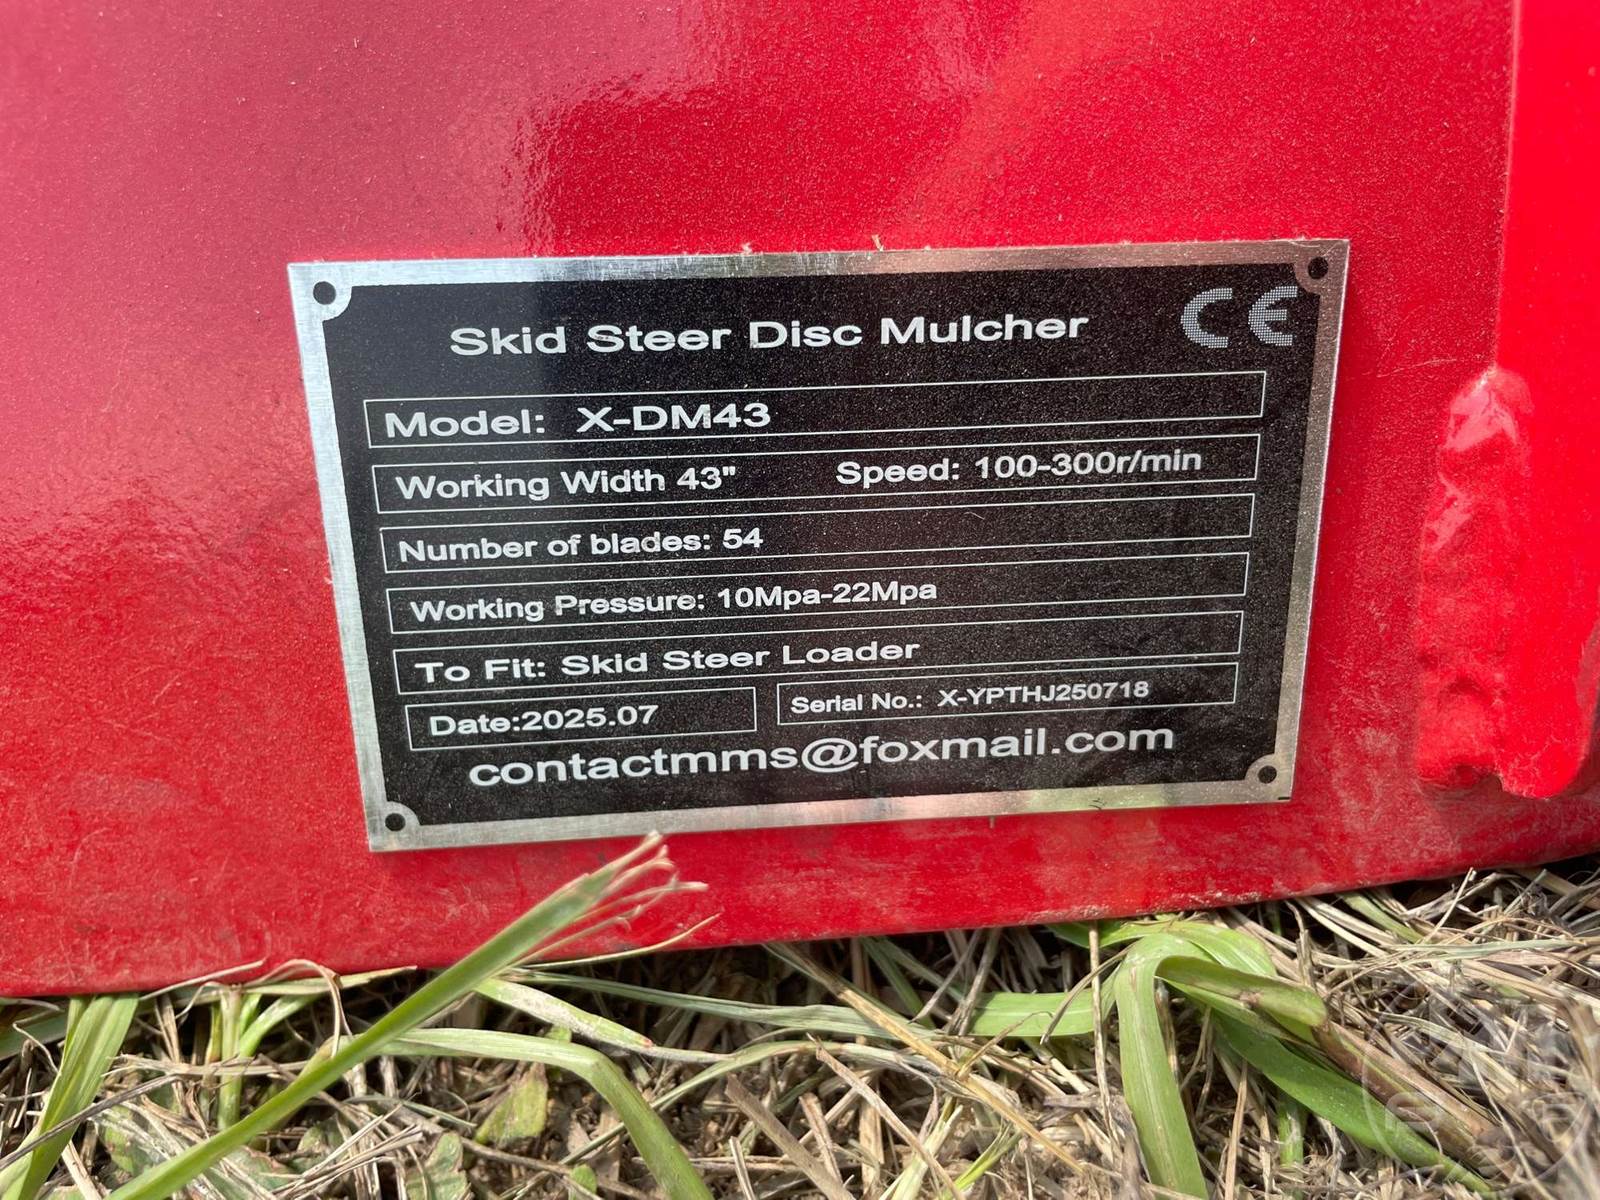 Skid Steer Disc Mulcher CE
Model: X-DM43
Working Width 43" Speed: 100-300r/min
Number of blades: 54
Working Pressure: 10Mpa-22Mpa
To Fit: Skid Steer Loader
Date:2025.07 Serial No.: X-YPTHJ250718
contactmms@foxmail.com